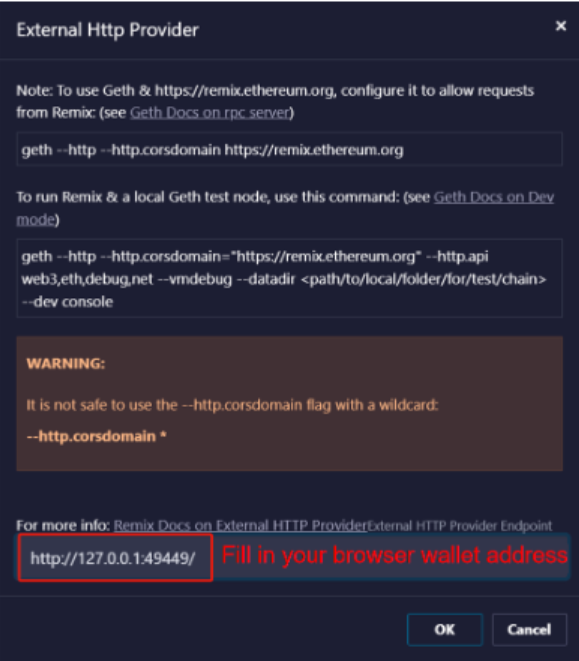 External Http Provider
×
Note: To use Geth & https://remix.ethereum.org, configure it to allow requests
from Remix: (see Geth Docs on rpc server)
geth --http --http.corsdomain https://remix.ethereum.org
To run Remix & a local Geth test node, use this command: (see Geth Docs on Dev
mode)
geth --http --http.corsdomain="https://remix.ethereum.org" --http.api
web3,eth,debug,net --vmdebug --datadir <path/to/local/folder/for/test/chain>
--dev console
WARNING:
It is not safe to use the --http.corsdomain flag with a wildcard:
--http.corsdomain *
For more info: Remix Docs on External HTTP ProviderExternal HTTP Provider Endpoint
http://127.0.0.1:49449/ Fill in your browser wallet address
OK Cancel